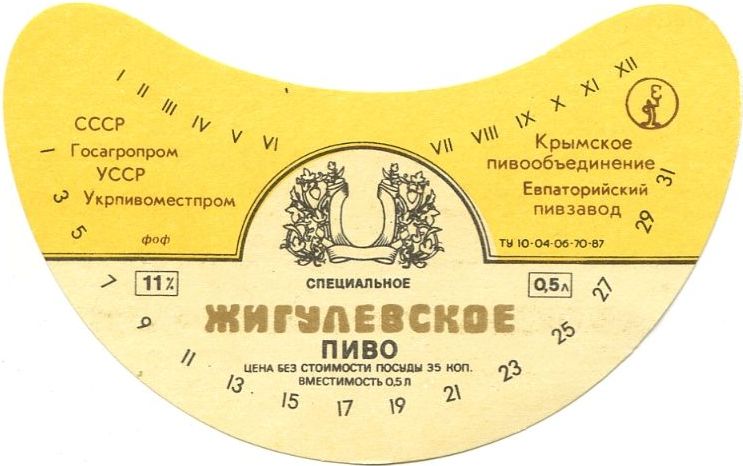 I II III IV V VI VII VIII IX X XI XII
СССР
Госагропром
УССР
Укрпивоместпром
фоф
Крымское
пивообъединение
Евпаторийский
пивзавод
ТУ 10-04-06-70-87
11%
СПЕЦИАЛЬНОЕ
0,5л
ЖИГУЛЕВСКОЕ
ПИВО
ЦЕНА БЕЗ СТОИМОСТИ ПОСУДЫ 35 КОП.
ВМЕСТИМОСТЬ 0,5 Л
1 3 5 7 9 11 13 15 17 19 21 23 25 27 29 31